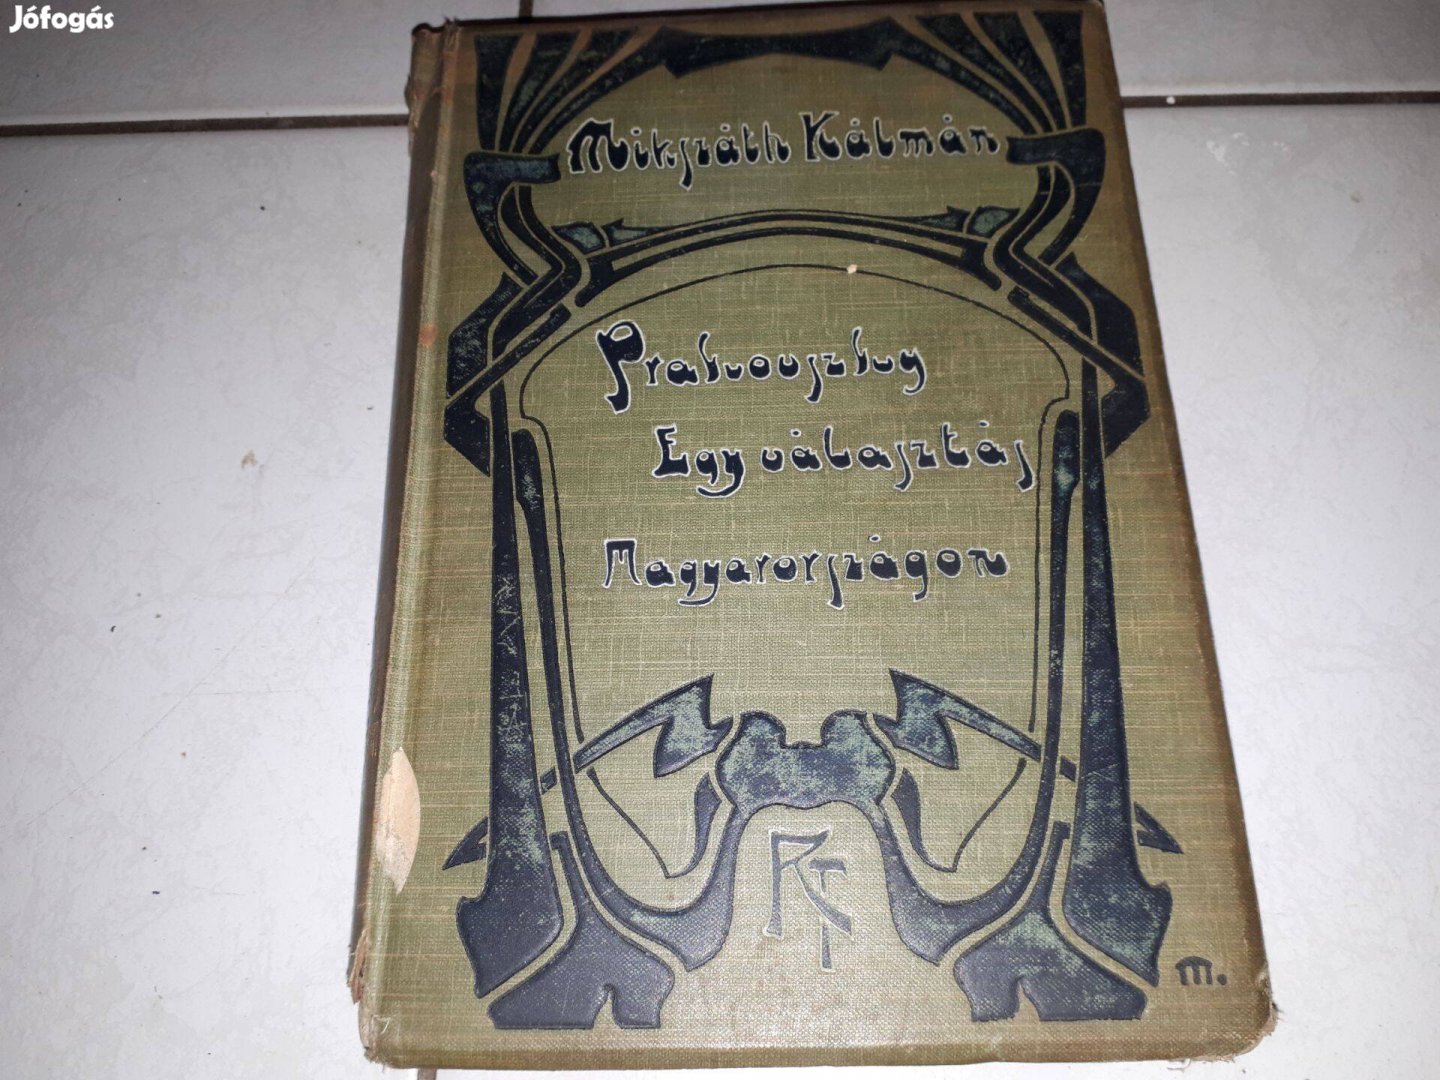 Jófogás
Mikszáth Kálmán
Prakovszky
Egy választás
Magyarországon
RT
M.